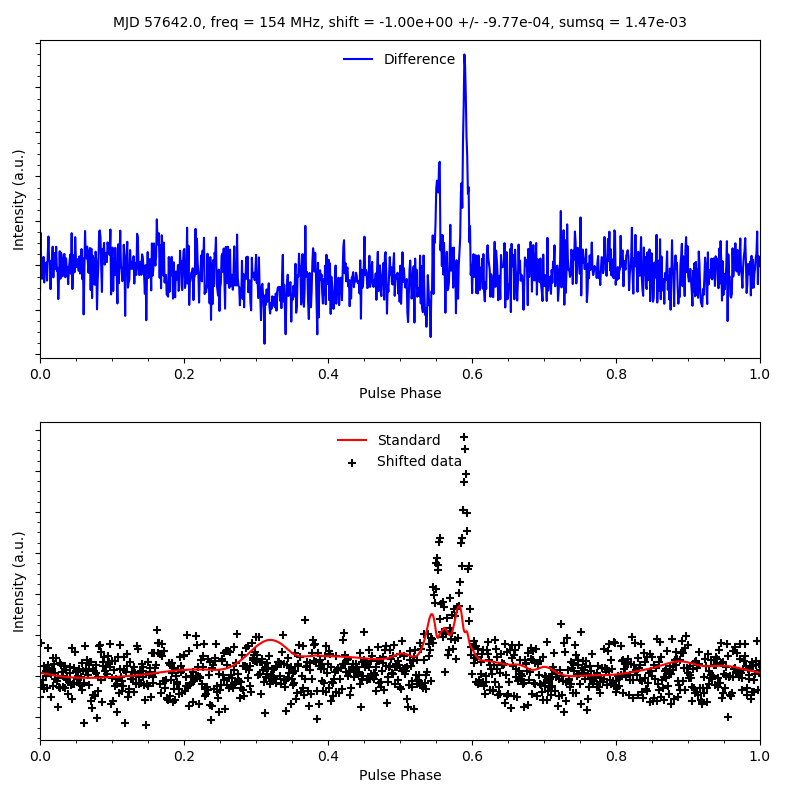 MJD 57642.0, freq = 154 MHz, shift = -1.00e+00 +/- -9.77e-04, sumsq = 1.47e-03
Difference
Intensity (a.u.)
0.0 0.2 0.4 0.6 0.8 1.0
Pulse Phase
Standard
Shifted data
Intensity (a.u.)
0.0 0.2 0.4 0.6 0.8 1.0
Pulse Phase